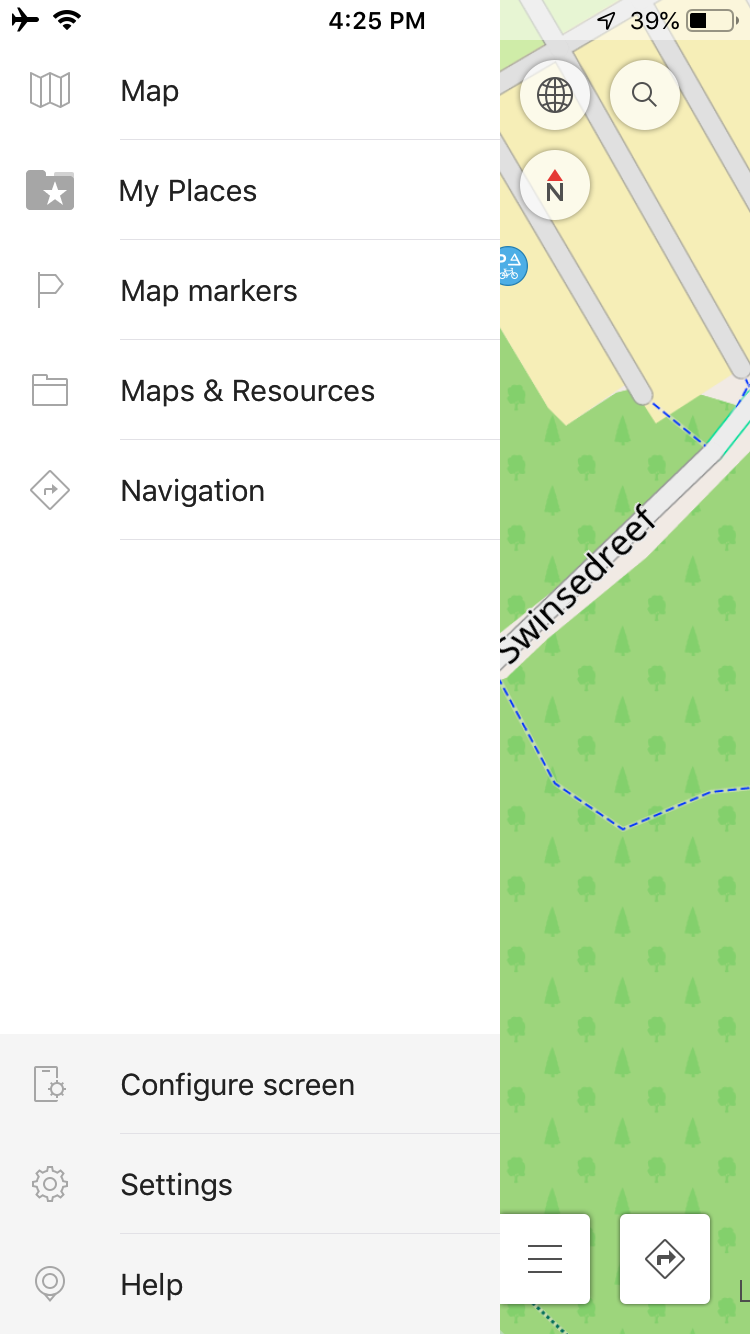 4:25 PM
39%
Map
N
My Places
Map markers
Maps & Resources
Navigation
Swinsedreef
Configure screen
Settings
Help